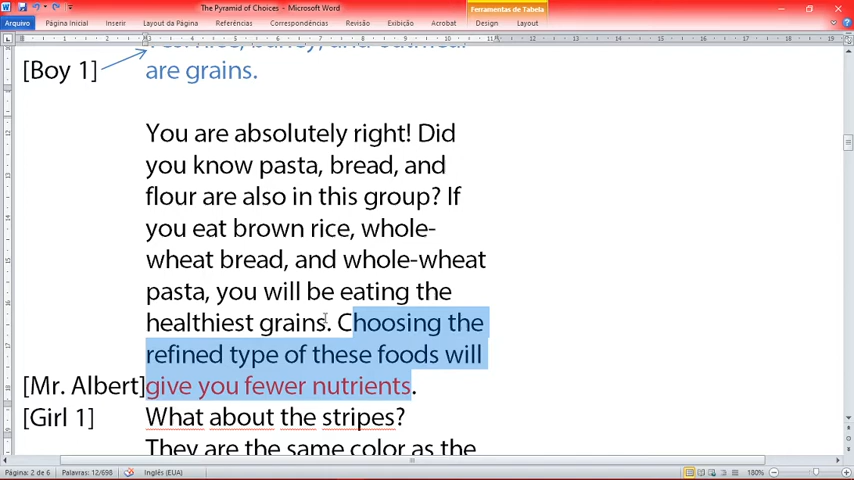 The Pyramid of Choices - Microsoft Word
Ferramentas de Tabela
Arquivo Página Inicial Inserir Layout da Página Referências Correspondências Revisão Exibição Acrobat Design Layout
are grains.
[Boy 1]
You are absolutely right! Did
you know pasta, bread, and
flour are also in this group? If
you eat brown rice, whole-
wheat bread, and whole-wheat
pasta, you will be eating the
healthiest grains. Choosing the
refined type of these foods will
[Mr. Albert] give you fewer nutrients.
[Girl 1] What about the stripes?
They are the same color as the
Página: 2 de 6 Palavras: 12/698 Inglês (EUA) 180%